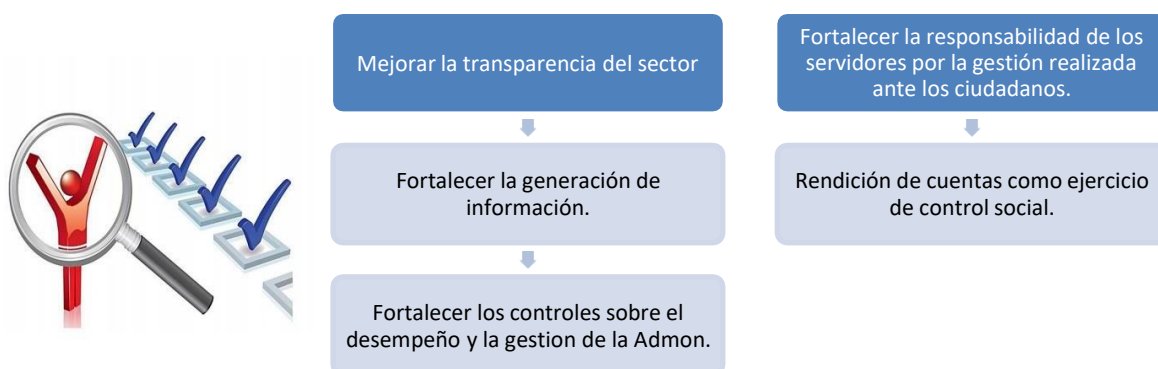 Mejorar la transparencia del sector
Fortalecer la generación de
información.
Fortalecer los controles sobre el
desempeño y la gestion de la Admon.
Fortalecer la responsabilidad de los
servidores por la gestión realizada
ante los ciudadanos.
Rendición de cuentas como ejercicio
de control social.